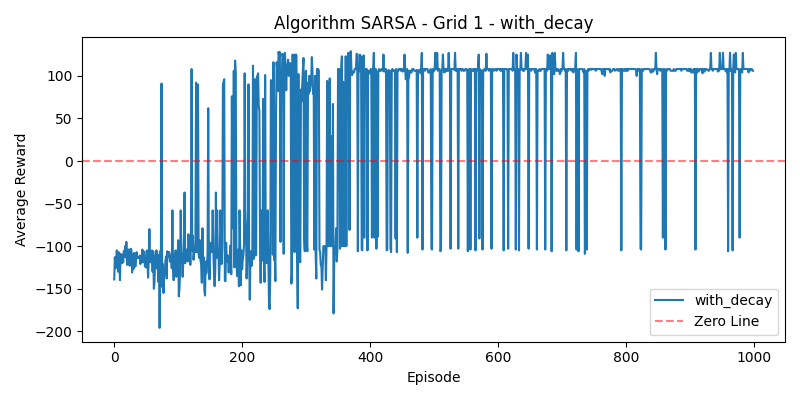 Algorithm SARSA - Grid 1 - with_decay
Average Reward
100
50
0
−50
−100
−150
−200
0
200
400
600
800
1000
Episode
with_decay
Zero Line